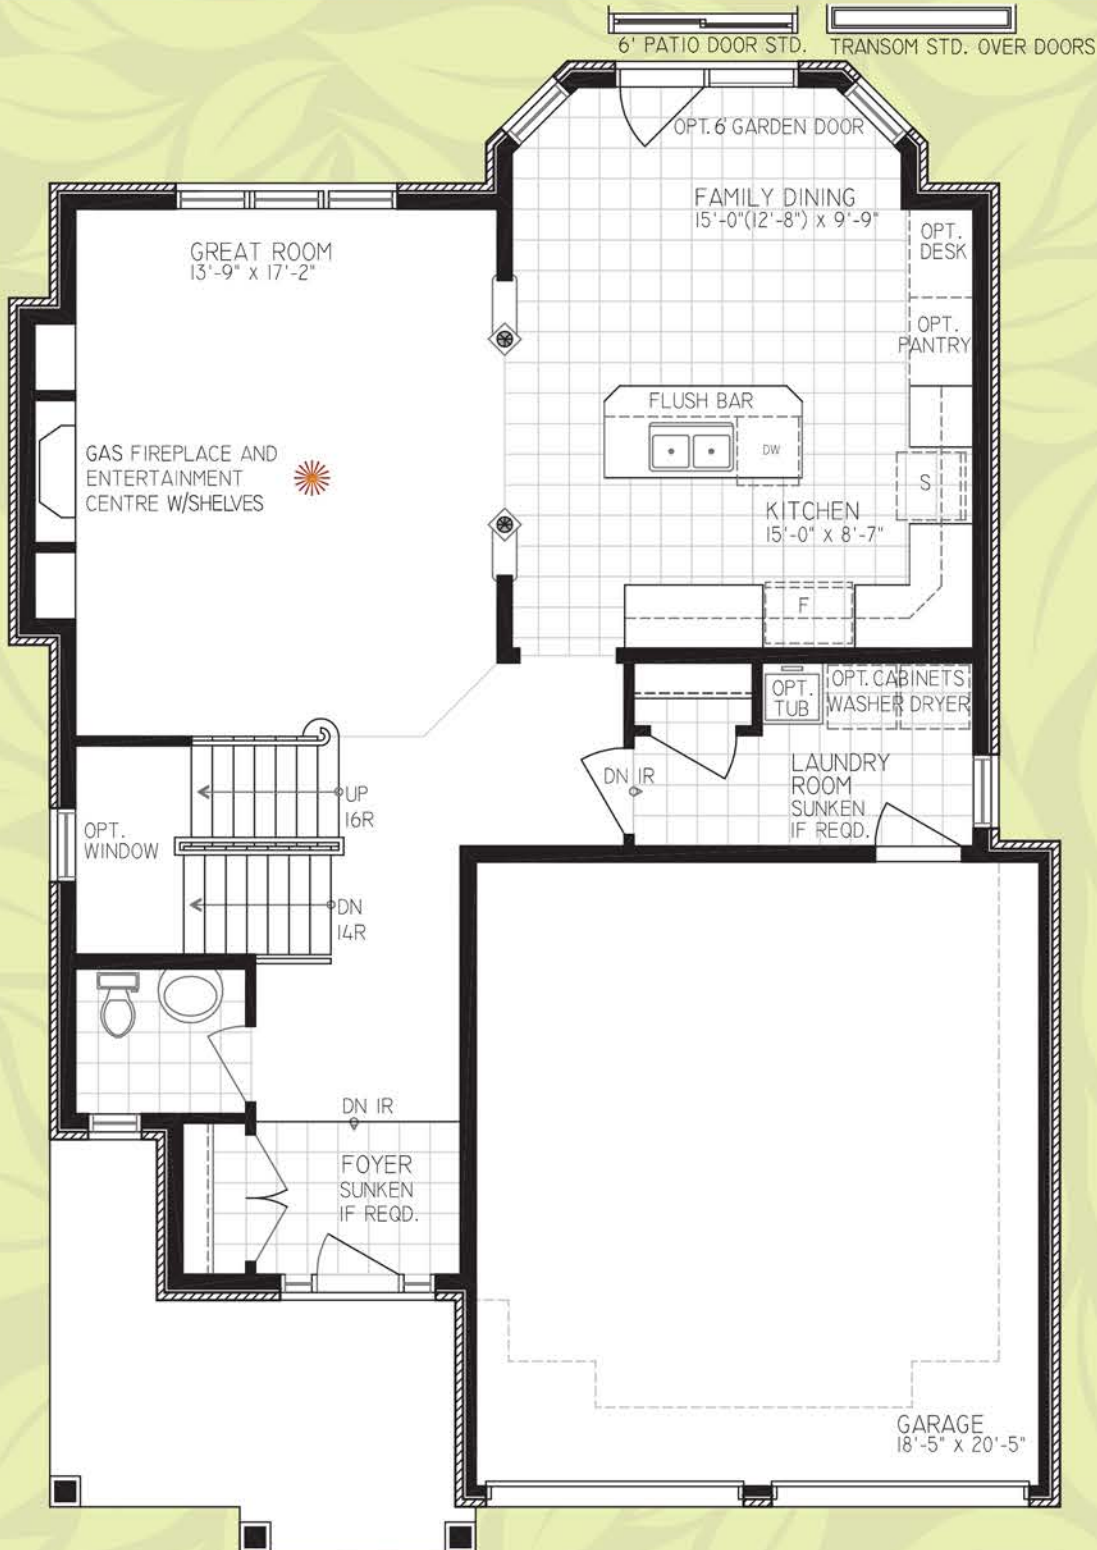 6' PATIO DOOR STD.
TRANSOM STD. OVER DOORS
OPT. 6' GARDEN DOOR
FAMILY DINING
15'-0"(12'-8") X 9'-9"
OPT.
DESK
GREAT ROOM
13'-9" X 17'-2"
OPT.
PANTRY
FLUSH BAR
DW
GAS FIREPLACE AND
ENTERTAINMENT
CENTRE W/SHELVES
S
KITCHEN
15'-0" X 8'-7"
F
OPT.
TUB
OPT. CABINETS
WASHER DRYER
DN 1R
LAUNDRY
ROOM
SUNKEN
IF REQD.
UP
16R
OPT.
WINDOW
DN
14R
DN 1R
FOYER
SUNKEN
IF REQD.
GARAGE
18'-5" X 20'-5"